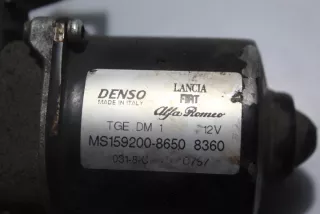 DENSO LANCIA
MADE IN ITALY FIAT
Alfa Romeo
TGE DM 1 12V
MS159200-8650 8360